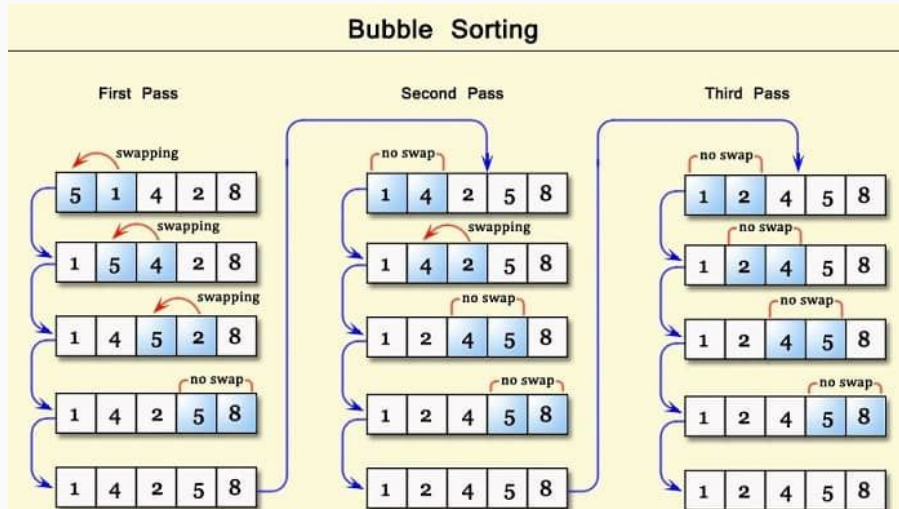 Bubble Sorting
First Pass
swapping
5 1 4 2 8
swapping
1 5 4 2 8
swapping
1 4 5 2 8
no swap
1 4 2 5 8
1 4 2 5 8
Second Pass
no swap
1 4 2 5 8
swapping
1 4 2 5 8
no swap
1 2 4 5 8
no swap
1 2 4 5 8
1 2 4 5 8
Third Pass
no swap
1 2 4 5 8
no swap
1 2 4 5 8
no swap
1 2 4 5 8
no swap
1 2 4 5 8
1 2 4 5 8